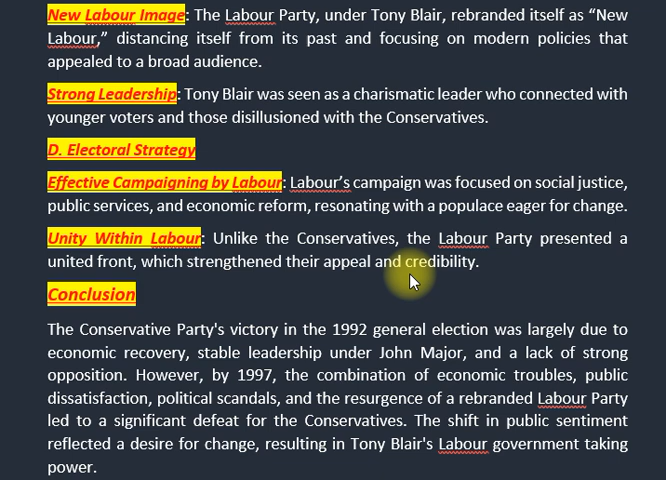 New Labour Image: The Labour Party, under Tony Blair, rebranded itself as “New
Labour,” distancing itself from its past and focusing on modern policies that
appealed to a broad audience.
Strong Leadership: Tony Blair was seen as a charismatic leader who connected with
younger voters and those disillusioned with the Conservatives.
D. Electoral Strategy
Effective Campaigning by Labour: Labour’s campaign was focused on social justice,
public services, and economic reform, resonating with a populace eager for change.
Unity Within Labour: Unlike the Conservatives, the Labour Party presented a
united front, which strengthened their appeal and credibility.
Conclusion
The Conservative Party's victory in the 1992 general election was largely due to
economic recovery, stable leadership under John Major, and a lack of strong
opposition. However, by 1997, the combination of economic troubles, public
dissatisfaction, political scandals, and the resurgence of a rebranded Labour Party
led to a significant defeat for the Conservatives. The shift in public sentiment
reflected a desire for change, resulting in Tony Blair's Labour government taking
power.